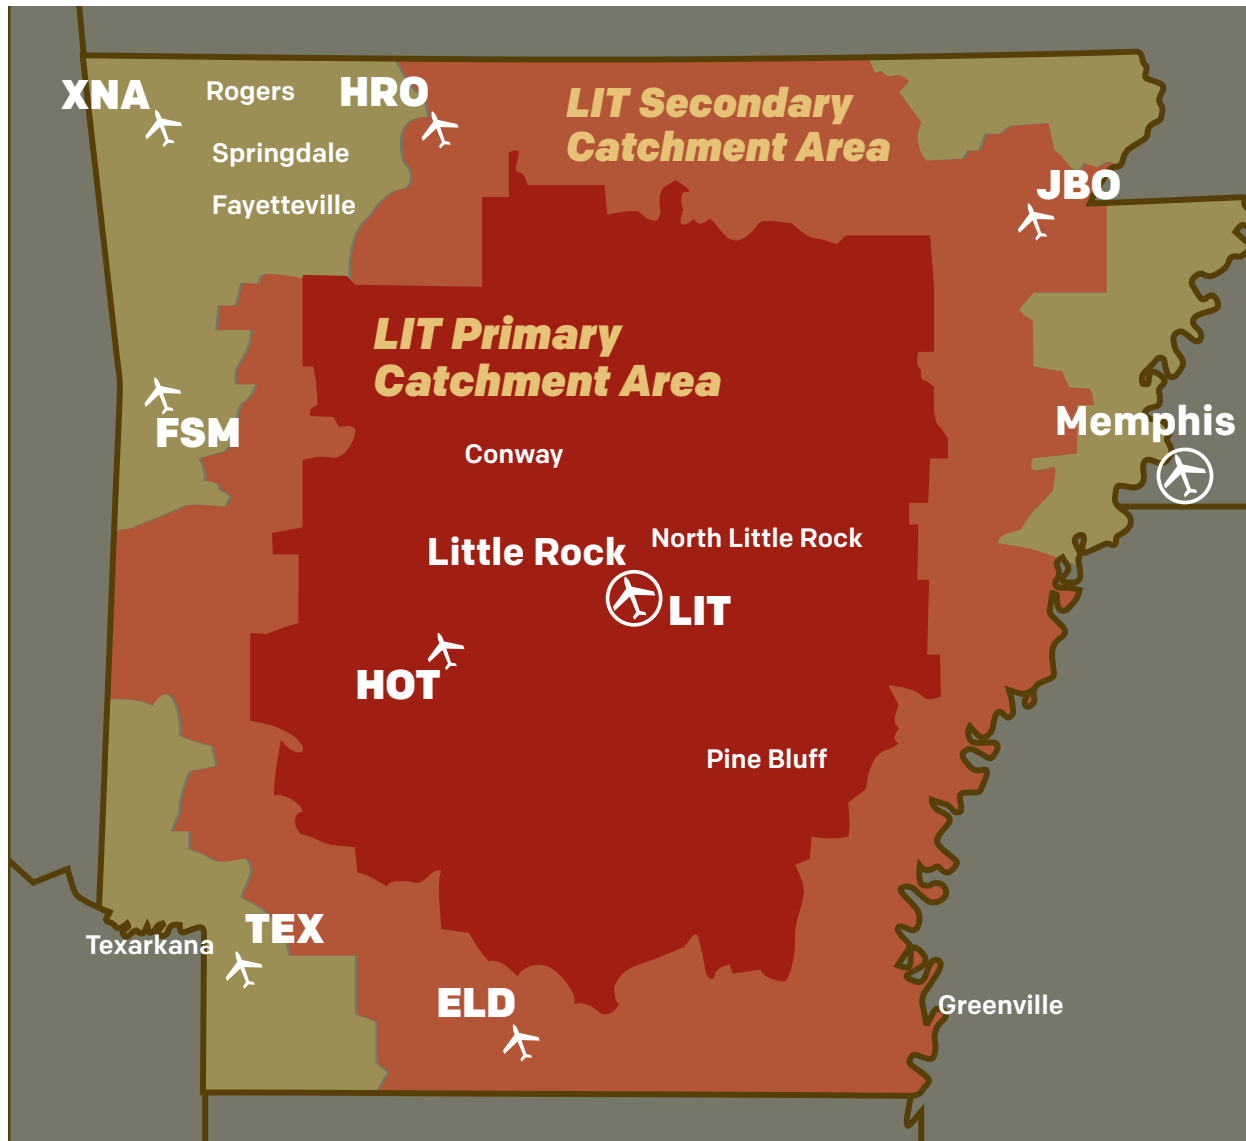 XNA
Rogers
HRO
LIT Secondary
Catchment Area
Springdale
JBO
Fayetteville
LIT Primary
Catchment Area
FSM
Memphis
Conway
Little Rock
North Little Rock
LIT
HOT
Pine Bluff
TEX
Texarkana
ELD
Greenville